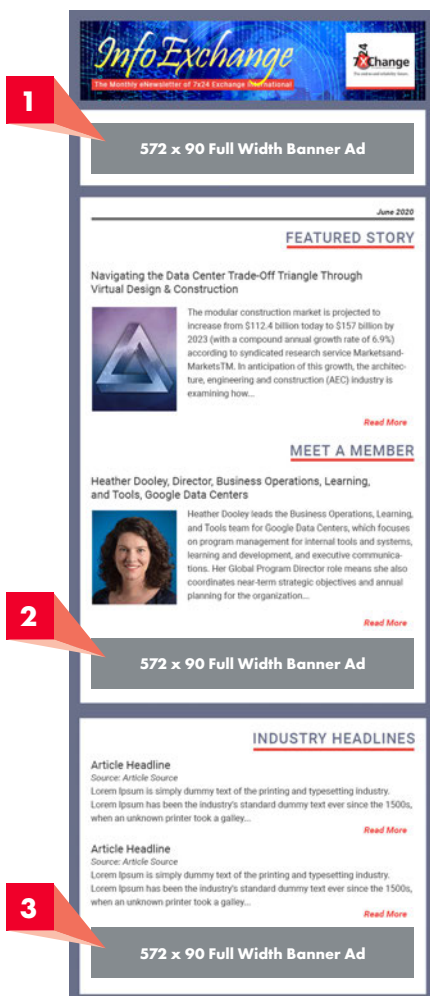 InfoExchange
The Monthly eNewsletter of 7x24 Exchange International
7x24
Change
1
572 x 90 Full Width Banner Ad
June 2020
FEATURED STORY
Navigating the Data Center Trade-Off Triangle Through
Virtual Design & Construction
The modular construction market is projected to
increase from $112.4 billion today to $157 billion by
2023 (with a compound annual growth rate of 6.9%)
according to syndicated research service Marketsand-
MarketsTM. In anticipation of this growth, the architec-
ture, engineering and construction (AEC) industry is
examining how...
Read More
MEET A MEMBER
Heather Dooley, Director, Business Operations, Learning,
and Tools, Google Data Centers
Heather Dooley leads the Business Operations, Learning,
and Tools team for Google Data Centers, which focuses
on program management for internal tools and systems,
learning and development, and executive communica-
tions. Her Global Program Director role means she also
coordinates near-term strategic objectives and annual
planning for the organization...
Read More
2
572 x 90 Full Width Banner Ad
INDUSTRY HEADLINES
Article Headline
Source: Article Source
Lorem Ipsum is simply dummy text of the printing and typesetting industry.
Lorem Ipsum has been the industry's standard dummy text ever since the 1500s,
when an unknown printer took a galley...
Read More
Article Headline
Source: Article Source
Lorem Ipsum is simply dummy text of the printing and typesetting industry.
Lorem Ipsum has been the industry's standard dummy text ever since the 1500s,
when an unknown printer took a galley...
Read More
3
572 x 90 Full Width Banner Ad